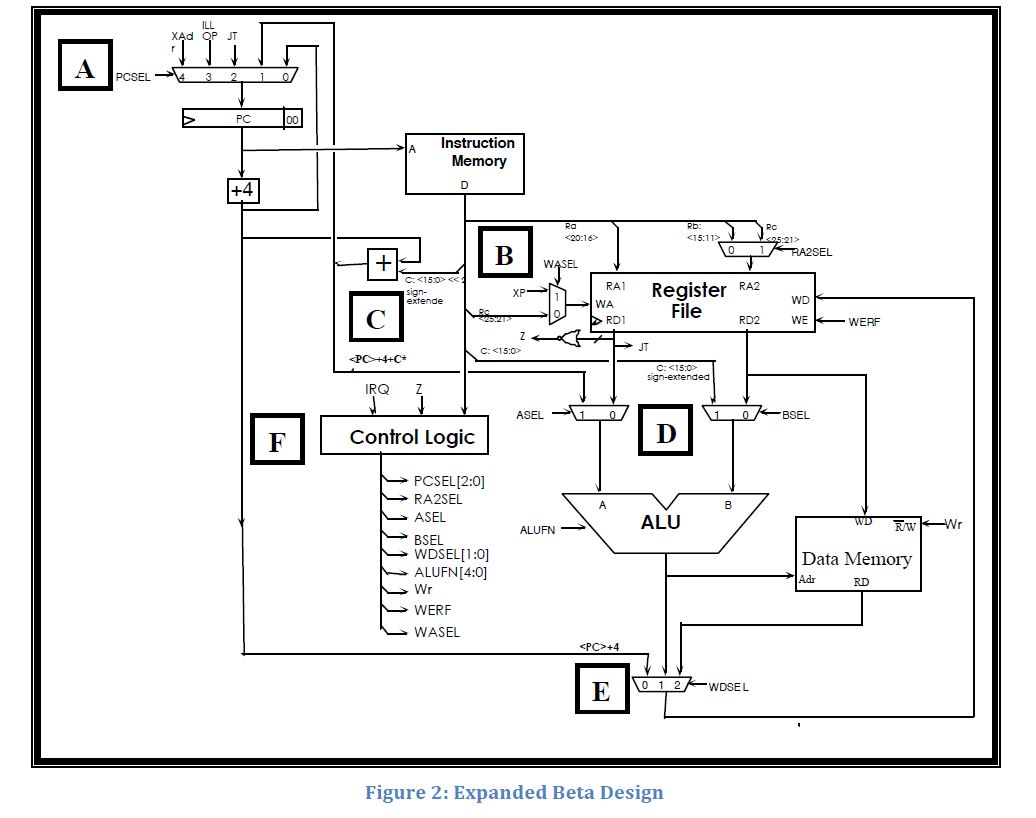 ILL
XAd OP JT
r
A
PCSEL
4 3 2 1 0
PC 00
Instruction
Memory
A
D
+4
Ra
<20:16>
Rb:
<15:11>
Rc
<25:21>
B
0 1
RA2SEL
+
WASEL
C: <15:0> << 2
sign-
extende
XP
1
0
RA1
Register
File
RA2
WA
WD
C
Rc
<25:21>
RD1
RD2
WE
WERF
Z
JT
C: <15:0>
<PC>+4+C*
4
C: <15:0>
sign-extended
IRQ Z
ASEL
1 0
D
1 0
BSEL
F
Control Logic
PCSEL[2:0]
RA2SEL
ASEL
BSEL
WDSEL[1:0]
ALUFN[4:0]
Wr
WERF
WASEL
A
B
ALU
ALUFN
WD
R/W
Wr
Data Memory
Adr
RD
<PC>+4
E
0 1 2
WDSEL
Figure 2: Expanded Beta Design